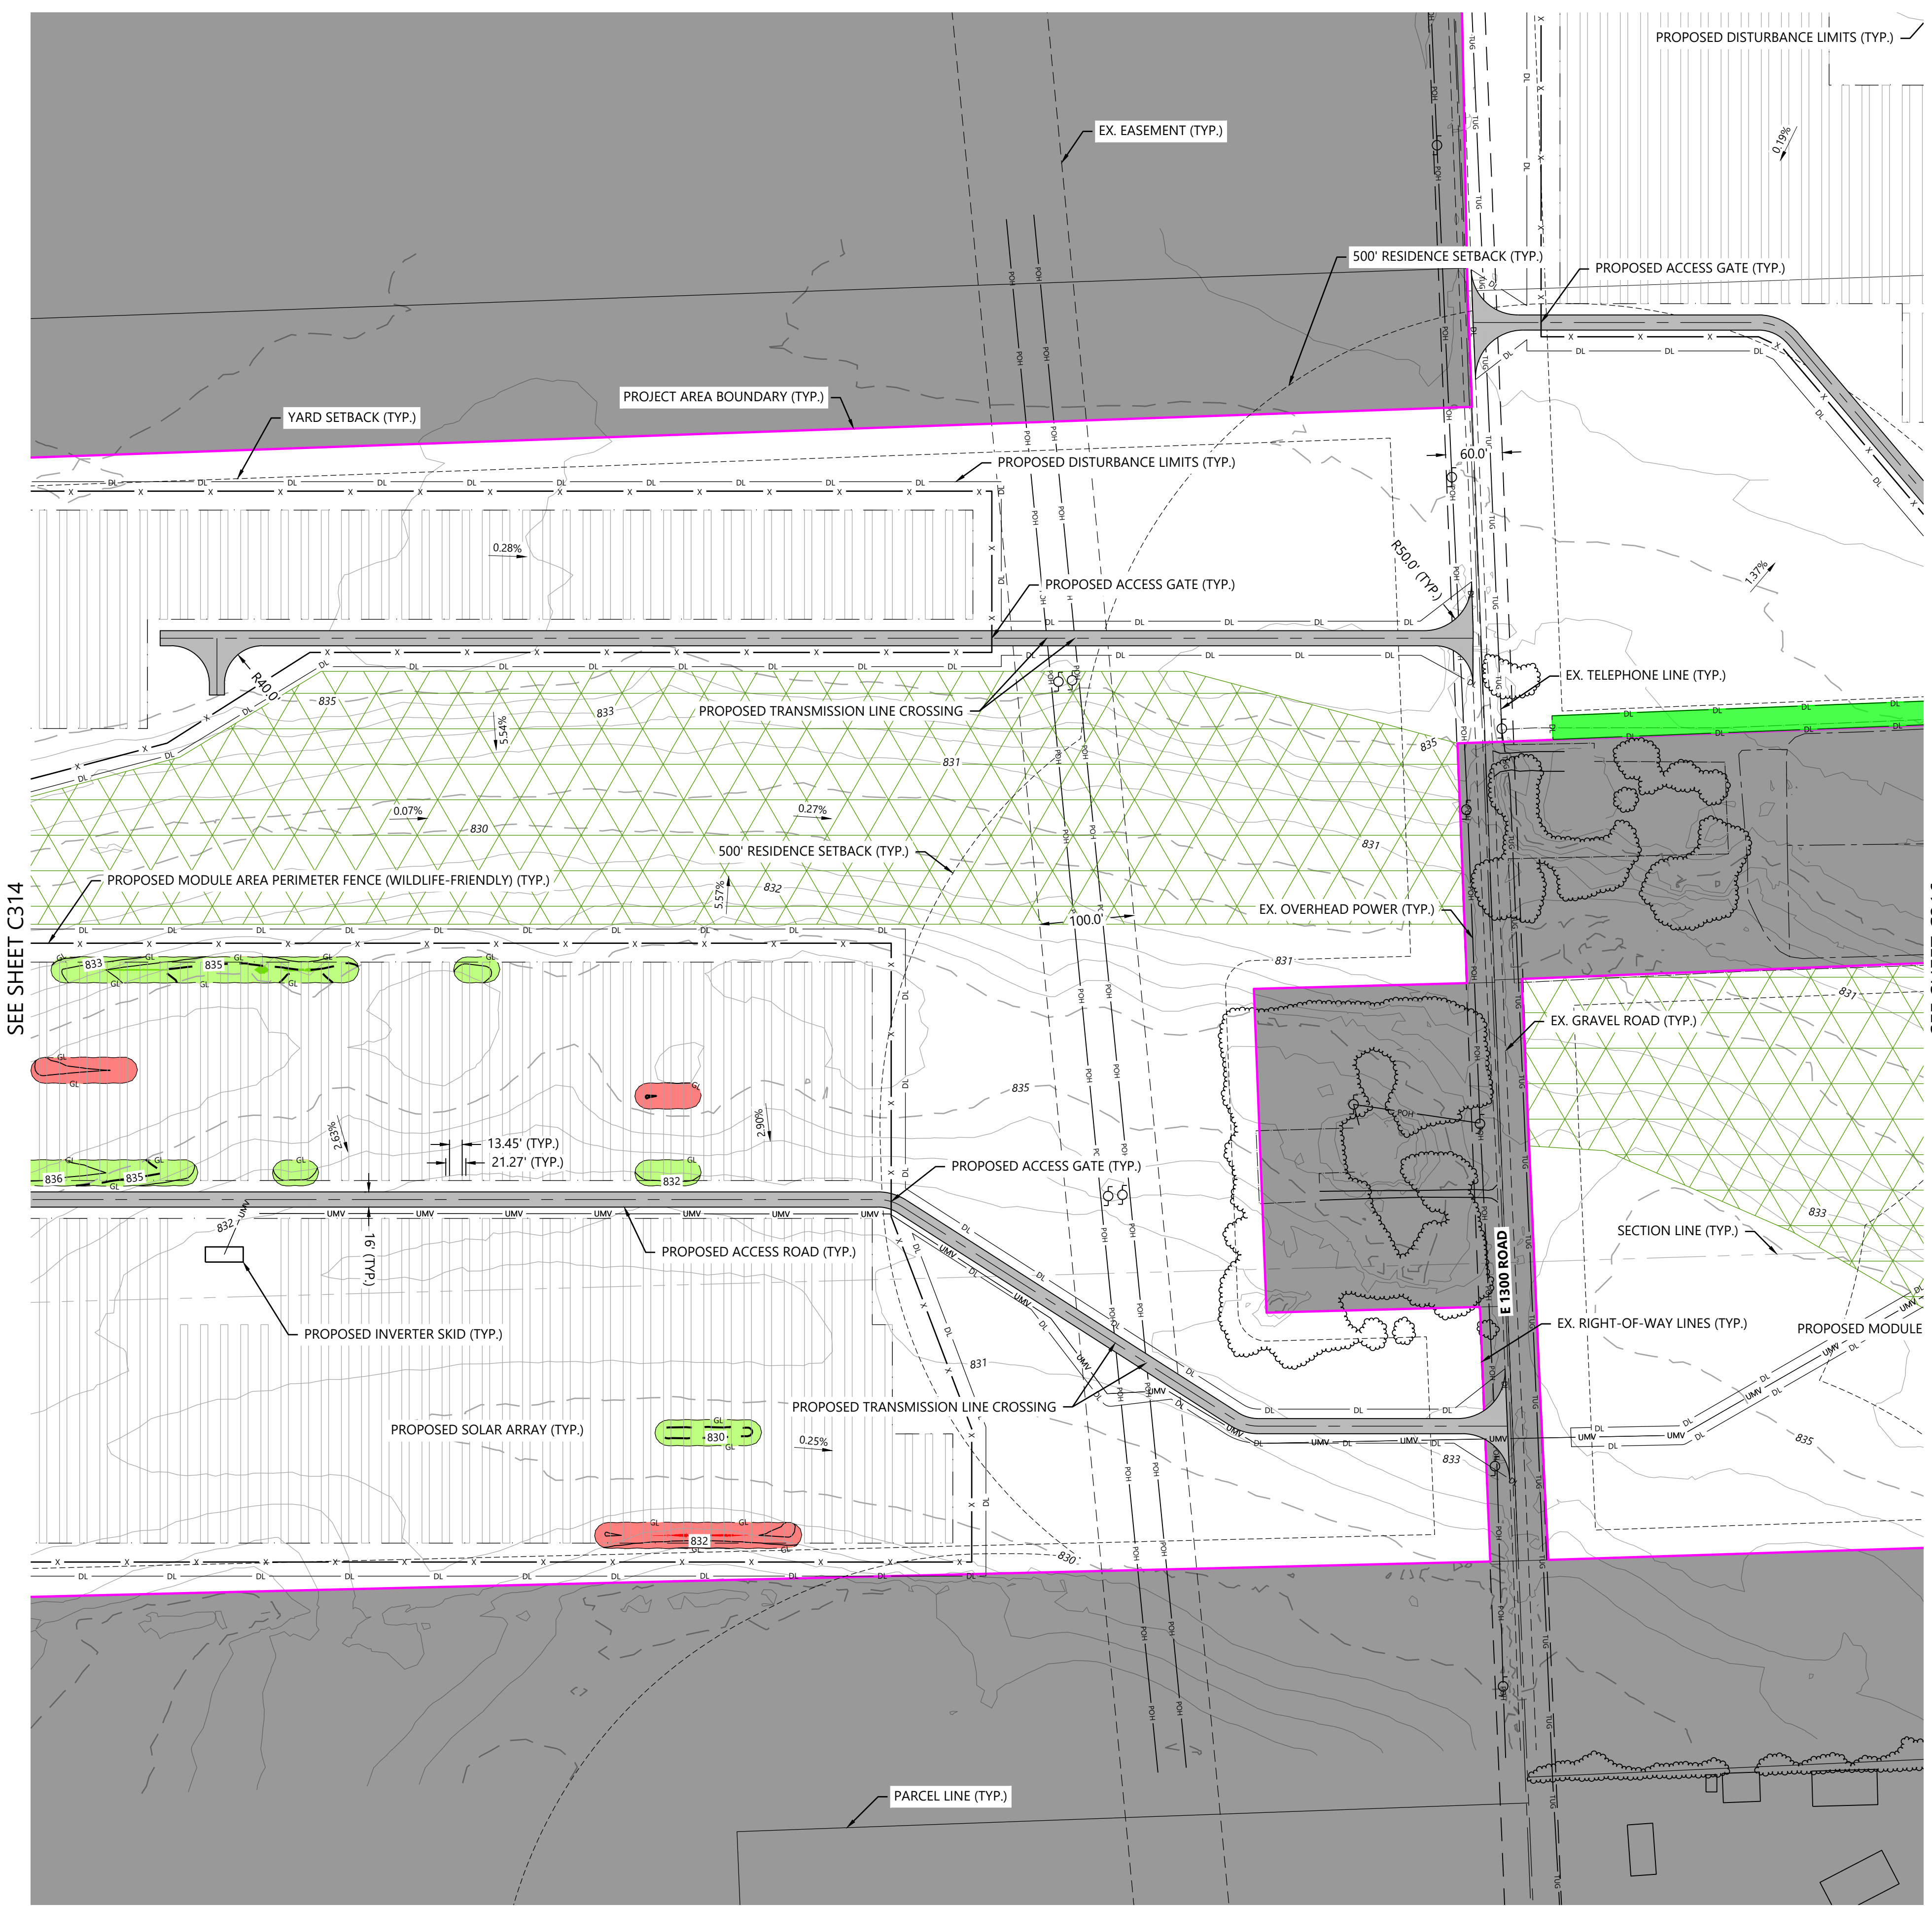 PROPOSED DISTURBANCE LIMITS (TYP.)
EX. EASEMENT (TYP.)
0.19%
500' RESIDENCE SETBACK (TYP.)
PROPOSED ACCESS GATE (TYP.)
PROJECT AREA BOUNDARY (TYP.)
YARD SETBACK (TYP.)
60.0'
PROPOSED DISTURBANCE LIMITS (TYP.)
0.28%
R50.0' (TYP.)
1.37%
PROPOSED ACCESS GATE (TYP.)
R40.0'
EX. TELEPHONE LINE (TYP.)
835
833
PROPOSED TRANSMISSION LINE CROSSING
5.54%
835
831
0.07%
0.27%
830
831
500' RESIDENCE SETBACK (TYP.)
PROPOSED MODULE AREA PERIMETER FENCE (WILDLIFE-FRIENDLY) (TYP.)
5.57%
832
SEE SHEET C314
EX. OVERHEAD POWER (TYP.)
100.0'
833
835
831
831
EX. GRAVEL ROAD (TYP.)
835
2.63%
2.90%
13.45' (TYP.)
21.27' (TYP.)
PROPOSED ACCESS GATE (TYP.)
836
835
832
832
UMV
16' (TYP.)
PROPOSED ACCESS ROAD (TYP.)
833
SECTION LINE (TYP.)
E 1300 ROAD
PROPOSED INVERTER SKID (TYP.)
EX. RIGHT-OF-WAY LINES (TYP.)
PROPOSED MODULE
831
PROPOSED TRANSMISSION LINE CROSSING
PROPOSED SOLAR ARRAY (TYP.)
830
0.25%
833
835
832
830
PARCEL LINE (TYP.)
DL
X
GL
POH
TUG